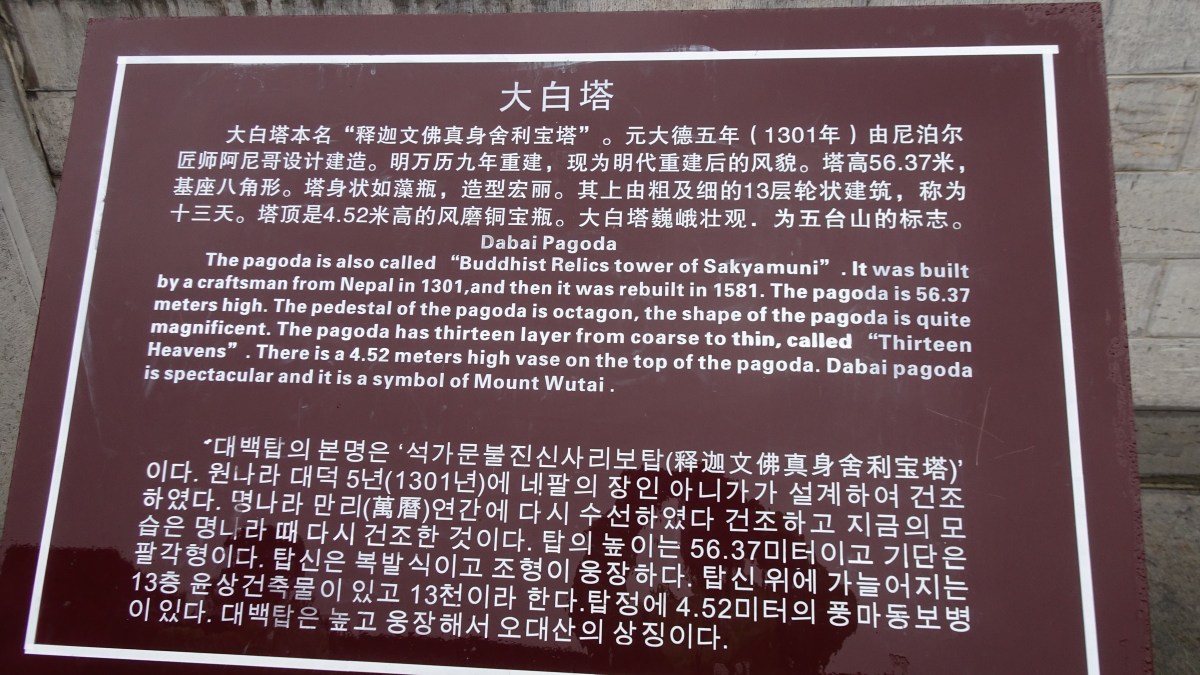 大白塔
大白塔本名“释迦文佛真身舍利宝塔”。元大德五年（1301年）由尼泊尔
匠师阿尼哥设计建造。明万历九年重建，现为明代重建后的风貌。塔高56.37米，
基座八角形。塔身状如藻瓶，造型宏丽。其上由粗及细的13层轮状建筑，称为
十三天。塔顶是4.52米高的风磨铜宝瓶。大白塔巍峨壮观．为五台山的标志。
Dabai Pagoda
The pagoda is also called “Buddhist Relics tower of Sakyamuni”. It was built
by a craftsman from Nepal in 1301,and then it was rebuilt in 1581. The pagoda is 56.37
meters high. The pedestal of the pagoda is octagon, the shape of the pagoda is quite
magnificent. The pagoda has thirteen layer from coarse to thin, called “Thirteen
Heavens”. There is a 4.52 meters high vase on the top of the pagoda. Dabai pagoda
is spectacular and it is a symbol of Mount Wutai .
대백탑의 본명은 ‘석가문불진신사리보탑(释迦文佛真身舍利宝塔)’
이다. 원나라 대덕 5년(1301년)에 네팔의 장인 아니가가 설계하여 건조
하였다. 명나라 만리(萬曆)연간에 다시 수선하였다 건조하고 지금의 모
습은 명나라 때 다시 건조한 것이다. 탑의 높이는 56.37미터이고 기단은
팔각형이다. 탑신은 복발식이고 조형이 웅장하다. 탑신 위에 가늘어지는
13층 윤상건축물이 있고 13천이라 한다.탑정에 4.52미터의 풍마동보병
이 있다. 대백탑은 높고 웅장해서 오대산의 상징이다.